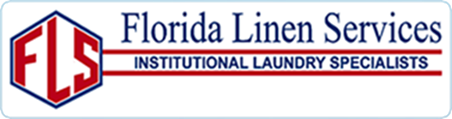 FLS
Florida Linen Services
INSTITUTIONAL LAUNDRY SPECIALISTS